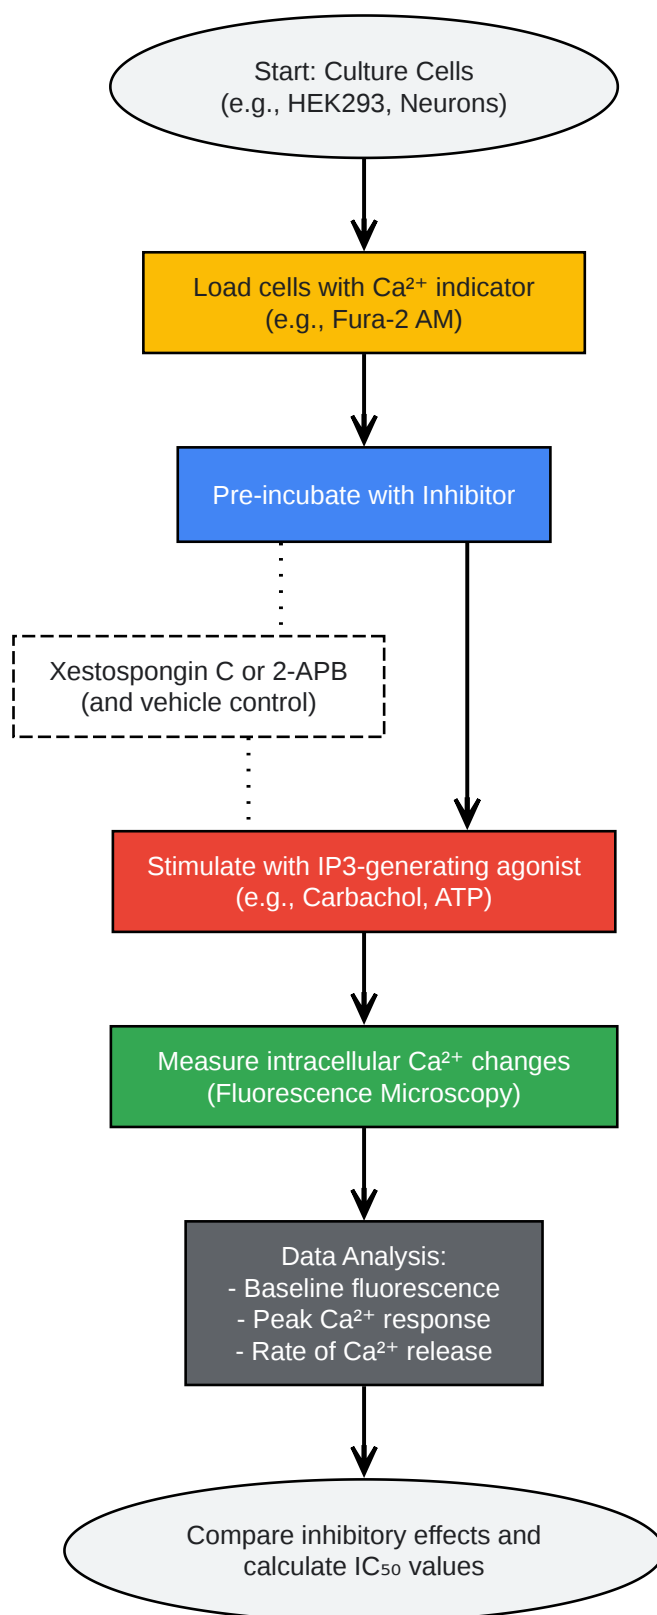 Start: Culture Cells
(e.g., HEK293, Neurons)
Load cells with Ca²⁺ indicator
(e.g., Fura-2 AM)
Pre-incubate with Inhibitor
Xestospongin C or 2-APB
(and vehicle control)
Stimulate with IP3-generating agonist
(e.g., Carbachol, ATP)
Measure intracellular Ca²⁺ changes
(Fluorescence Microscopy)
Data Analysis:
- Baseline fluorescence
- Peak Ca²⁺ response
- Rate of Ca²⁺ release
Compare inhibitory effects and
calculate IC₅₀ values